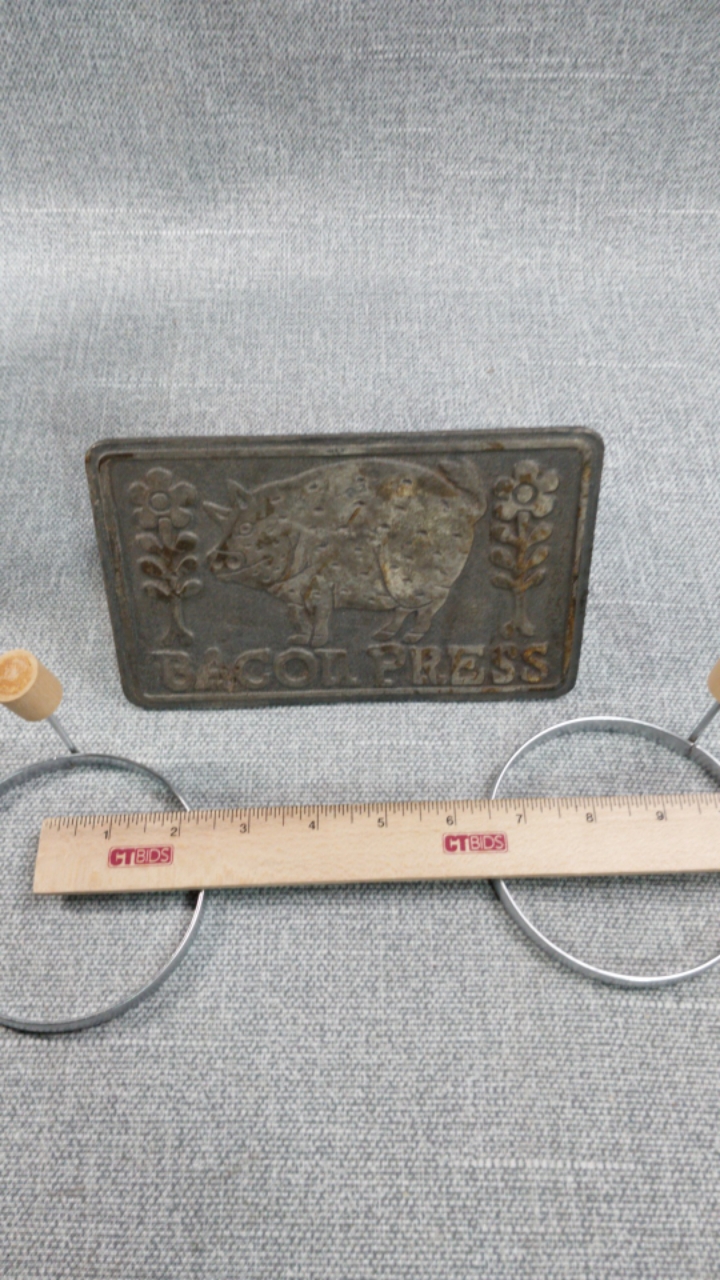 BACON PRESS
1 2 3 4 5 6 7 8 9
CTBIDS CTBIDS